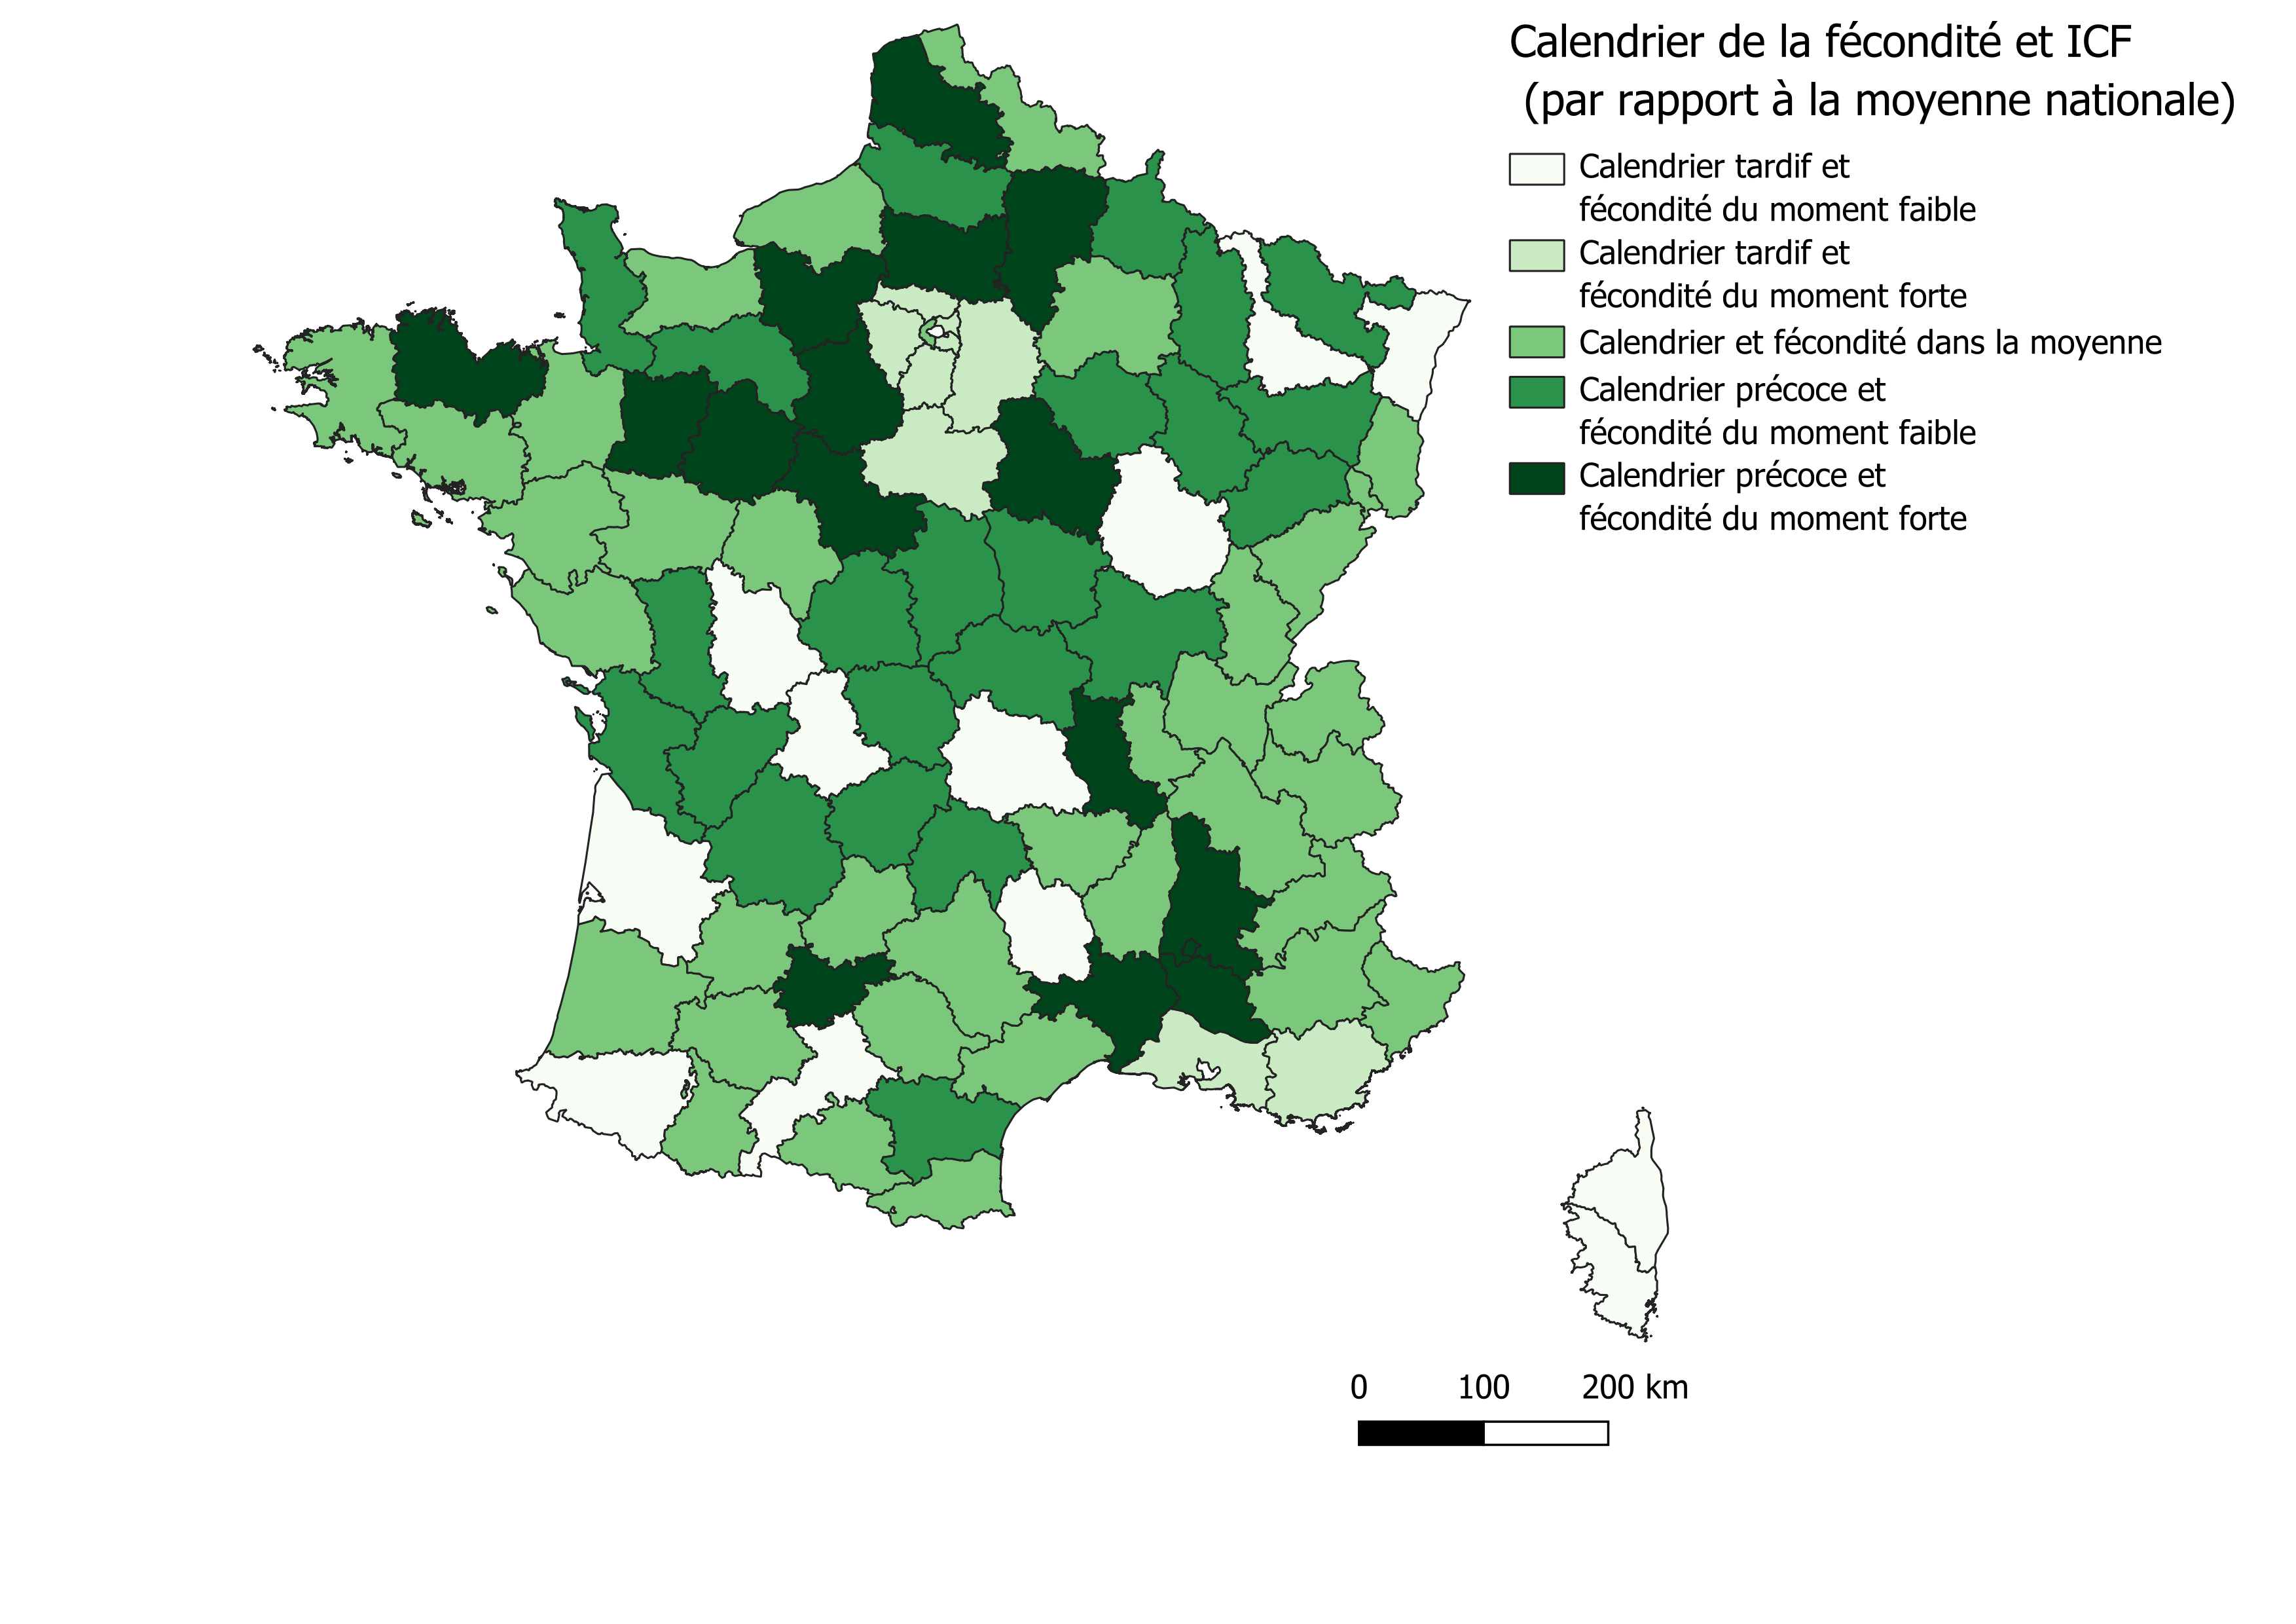 Calendrier de la fécondité et ICF
(par rapport à la moyenne nationale)
Calendrier tardif et
fécondité du moment faible
Calendrier tardif et
fécondité du moment forte
Calendrier et fécondité dans la moyenne
Calendrier précoce et
fécondité du moment faible
Calendrier précoce et
fécondité du moment forte
0 100 200 km